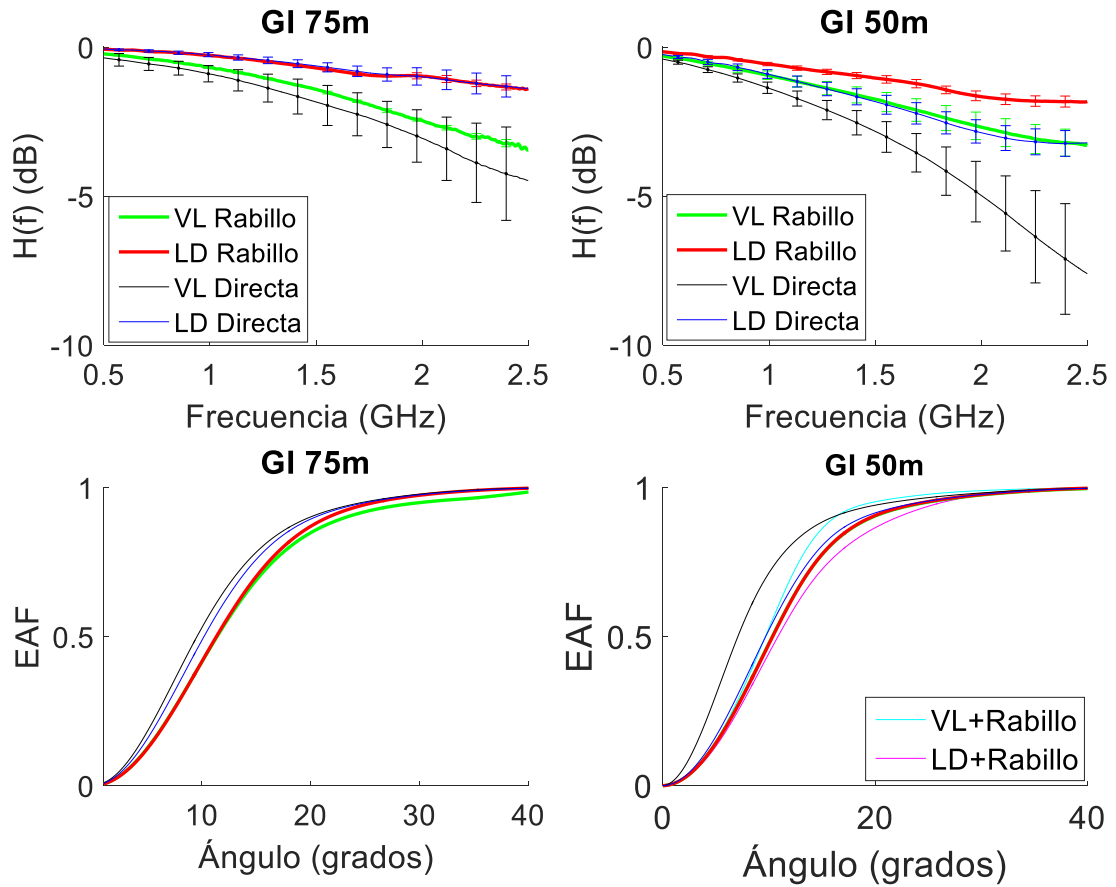 GI 75m
0
-5
-10
H(f) (dB)
VL Rabillo
LD Rabillo
VL Directa
LD Directa
0.5
1
1.5
2
2.5
Frecuencia (GHz)
GI 50m
0
-5
-10
H(f) (dB)
VL Rabillo
LD Rabillo
VL Directa
LD Directa
0.5
1
1.5
2
2.5
Frecuencia (GHz)
GI 75m
1
0.5
0
EAF
10
20
30
40
Ángulo (grados)
GI 50m
1
0.5
0
EAF
VL+Rabillo
LD+Rabillo
0
20
40
Ángulo (grados)